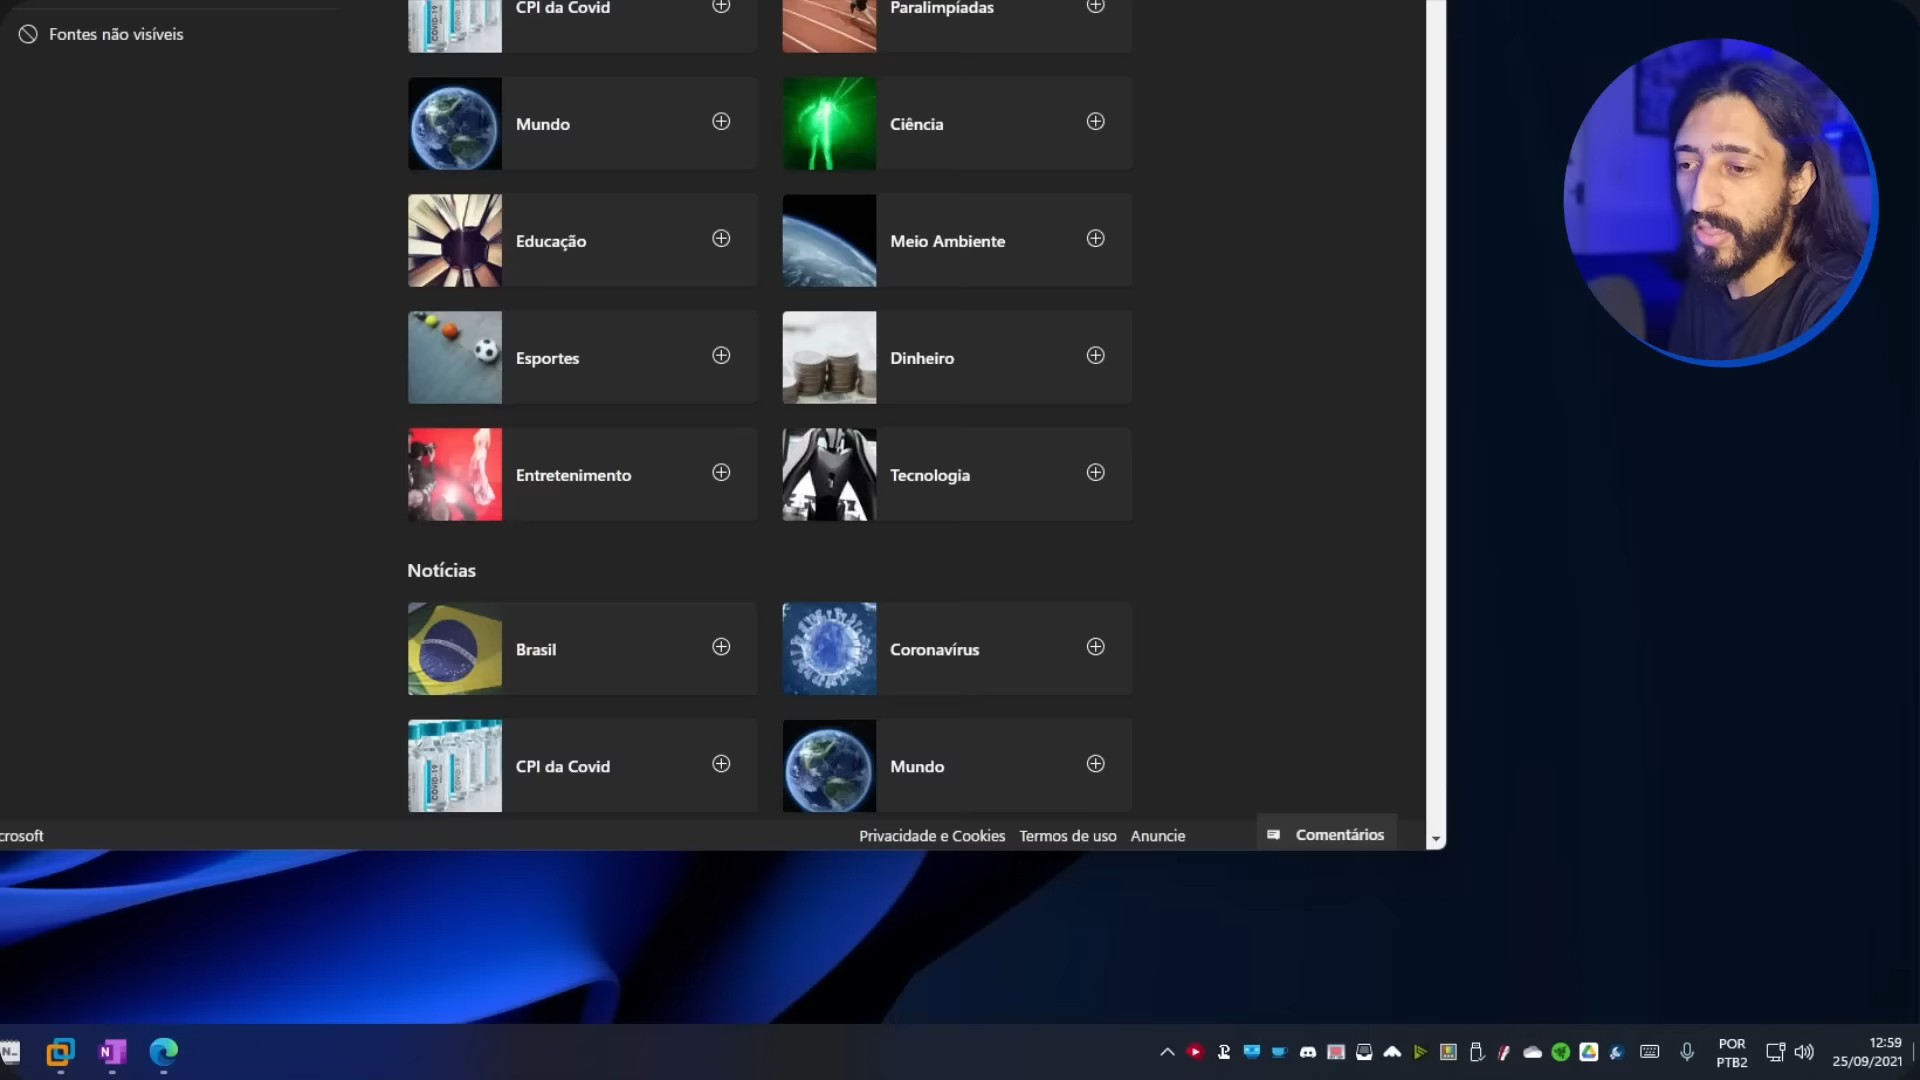 CPI da Covid
Paralimpíadas
Fontes não visíveis
Mundo
Ciência
Educação
Meio Ambiente
Esportes
Dinheiro
Entretenimento
Tecnologia
Notícias
Brasil
Coronavírus
CPI da Covid
Mundo
crosoft
Privacidade e Cookies
Termos de uso
Anuncie
Comentários
POR
PTB2
12:59
25/09/2021